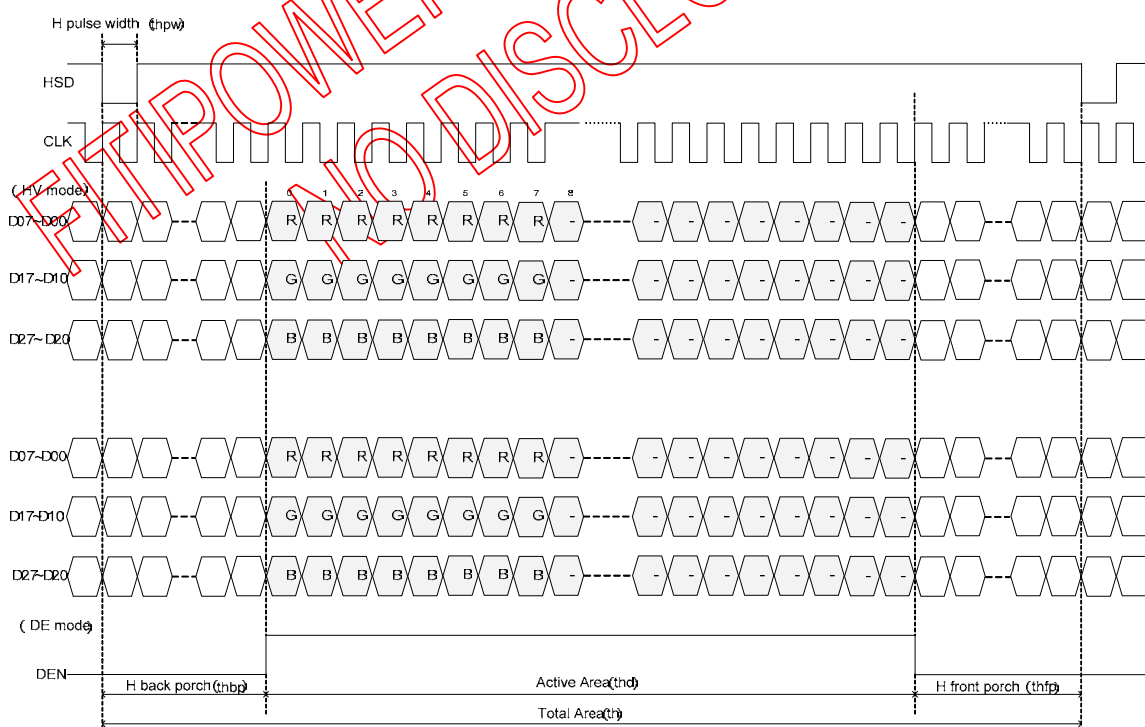 FITIPOWER
NO DISCLO
H pulse width (thpw)
HSD
CLK
( HV mode)
0 1 2 3 4 5 6 7 8
D07~D00 R R R R R R R R - - - - - - - - -
D17~D10 G G G G G G G G - - - - - - - - -
D27~D20 B B B B B B B B - - - - - - - - -
D07~D00 R R R R R R R R - - - - - - - - -
D17~D10 G G G G G G G G - - - - - - - - -
D27~D20 B B B B B B B B - - - - - - - - -
( DE mode)
DEN
H back porch (thbp) Active Area(thd) H front porch (thfp)
Total Area(th)